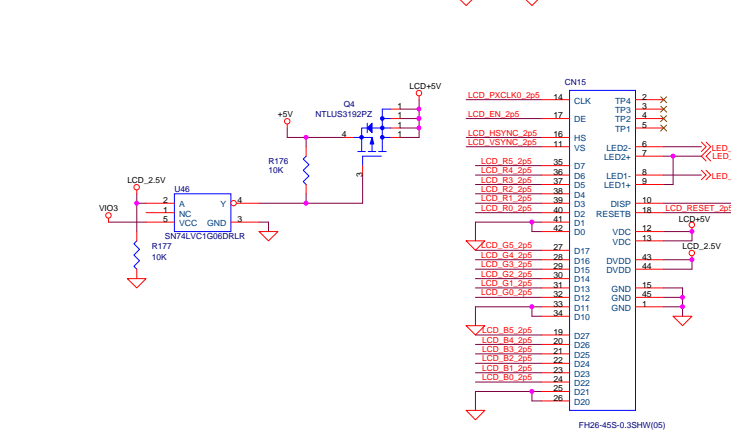 CN15
LCD_PXCLK0_2p5 14 CLK TP4 2
TP3 3
LCD_EN_2p5 17 DE TP2 4
TP1 5
LCD_HSYNC_2p5 16 HS
LCD_VSYNC_2p5 11 VS LED2- 6 LED_
LED2+ 7 LED_
LCD_R5_2p5 35 D7
LCD_R4_2p5 36 D6 LED1- 8 LED_
LCD_R3_2p5 37 D5 LED1+ 9
LCD_R2_2p5 38 D4
LCD_R1_2p5 39 D3 DISP 10
LCD_R0_2p5 40 D2 RESETB 18 LCD_RESET_2p5
41 D1 LCD+5V
42 D0 VDC 12
VDC 13
LCD_G5_2p5 27 D17 LCD_2.5V
LCD_G4_2p5 28 D16 DVDD 43
LCD_G3_2p5 29 D15 DVDD 44
LCD_G2_2p5 30 D14
LCD_G1_2p5 31 D13 GND 15
LCD_G0_2p5 32 D12 GND 45
33 D11 GND 1
34 D10
LCD_B5_2p5 19 D27
LCD_B4_2p5 20 D26
LCD_B3_2p5 21 D25
LCD_B2_2p5 22 D24
LCD_B1_2p5 23 D23
LCD_B0_2p5 24 D22
25 D21
26 D20
FH26-45S-0.3SHW(05)
LCD+5V
Q4
NTLUS3192PZ
+5V
4
1
1
1
1
3
R176
10K
LCD_2.5V
U46
VIO3
2 A Y 4
1 NC
5 VCC GND 3
SN74LVC1G06DRLR
R177
10K